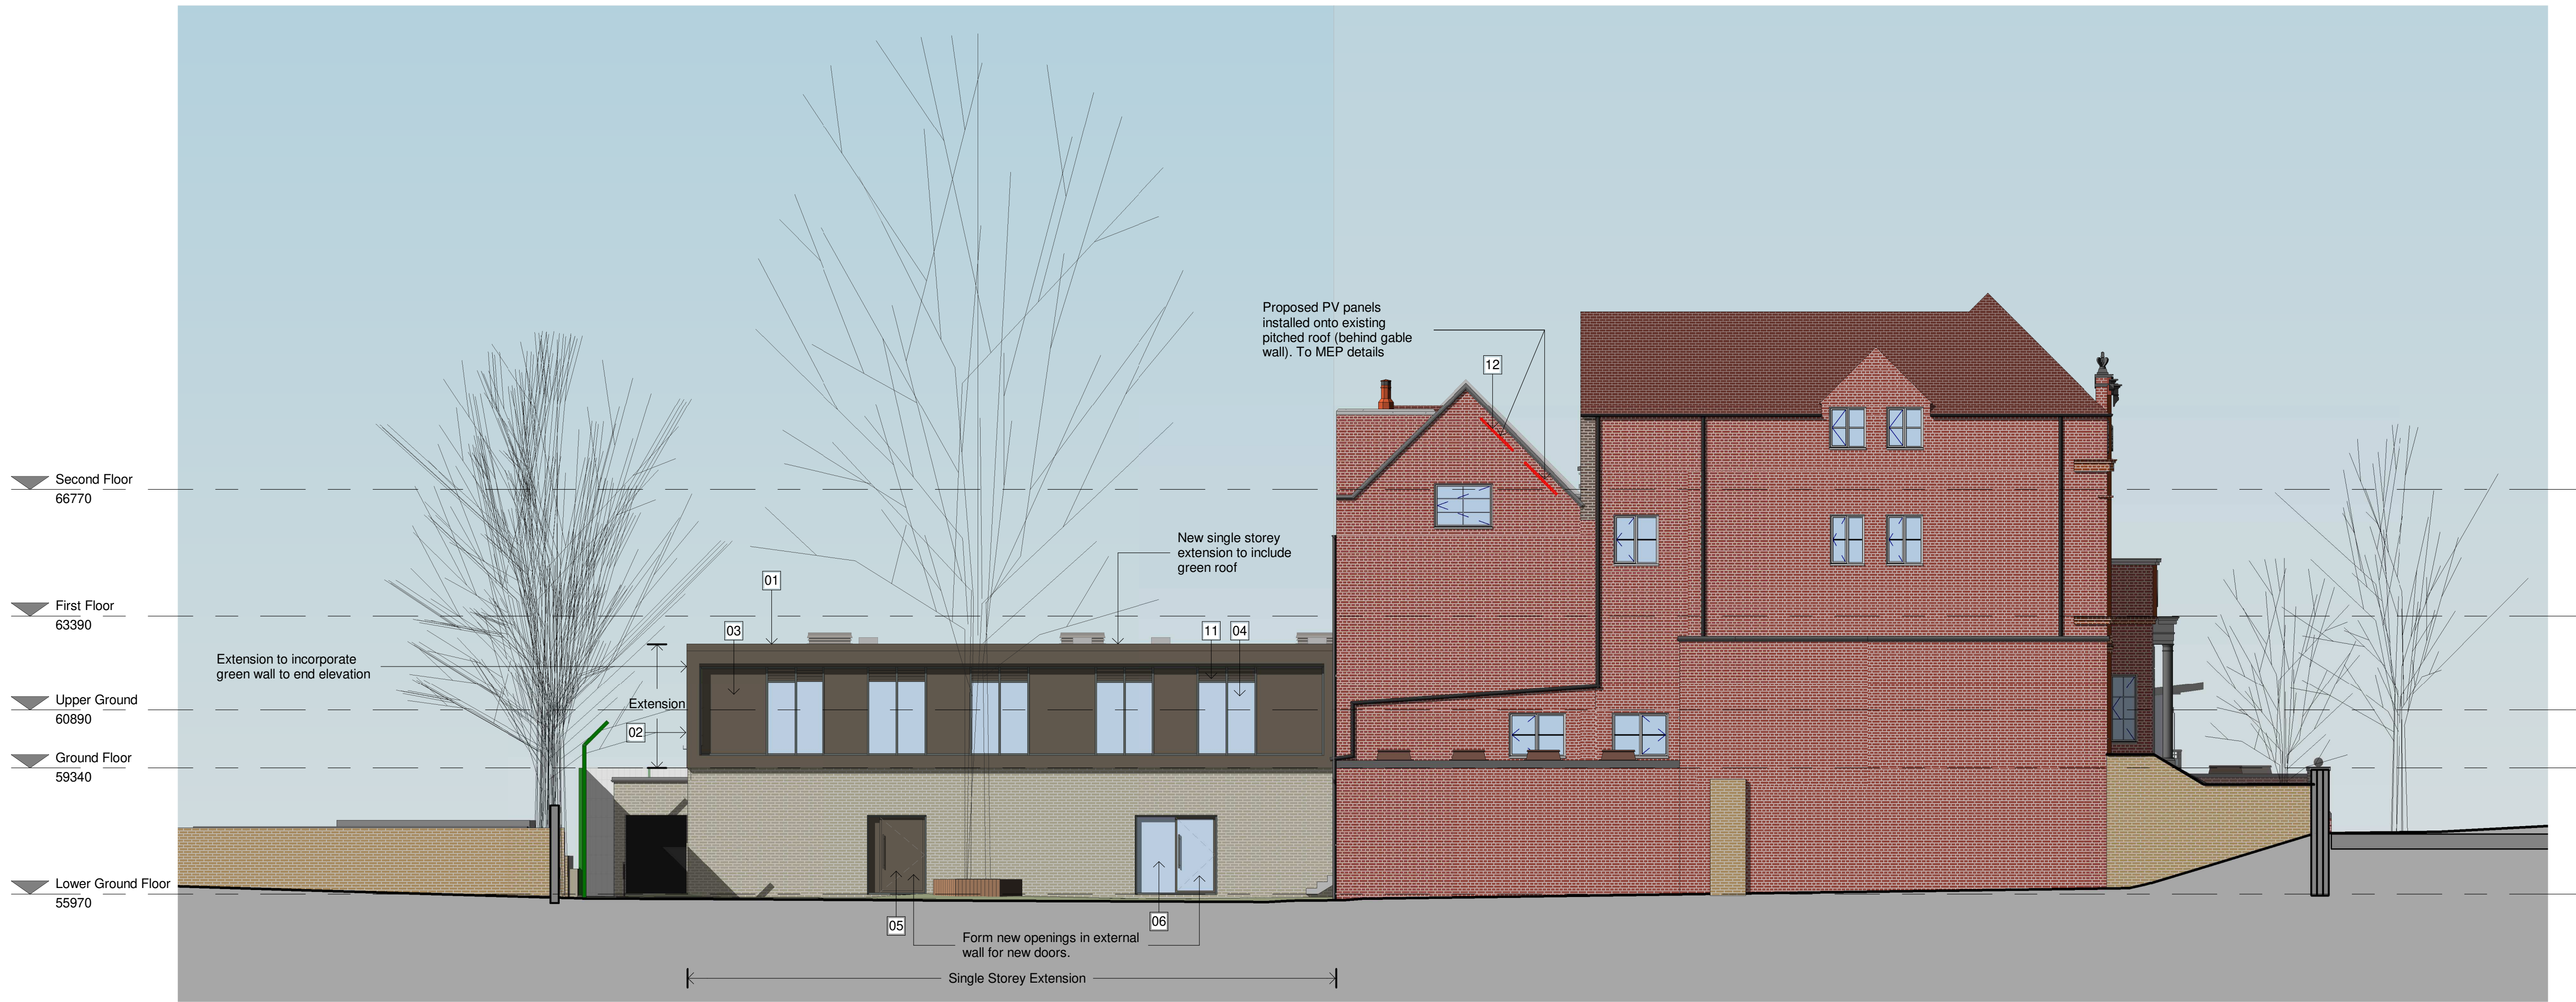 Proposed PV panels
installed onto existing
pitched roof (behind gable
wall). To MEP details
12
Second Floor
66770
New single storey
extension to include
green roof
01
First Floor
63390
03
11
04
Extension to incorporate
green wall to end elevation
Upper Ground
60890
Extension
02
Ground Floor
59340
Lower Ground Floor
55970
05
06
Form new openings in external
wall for new doors.
Single Storey Extension